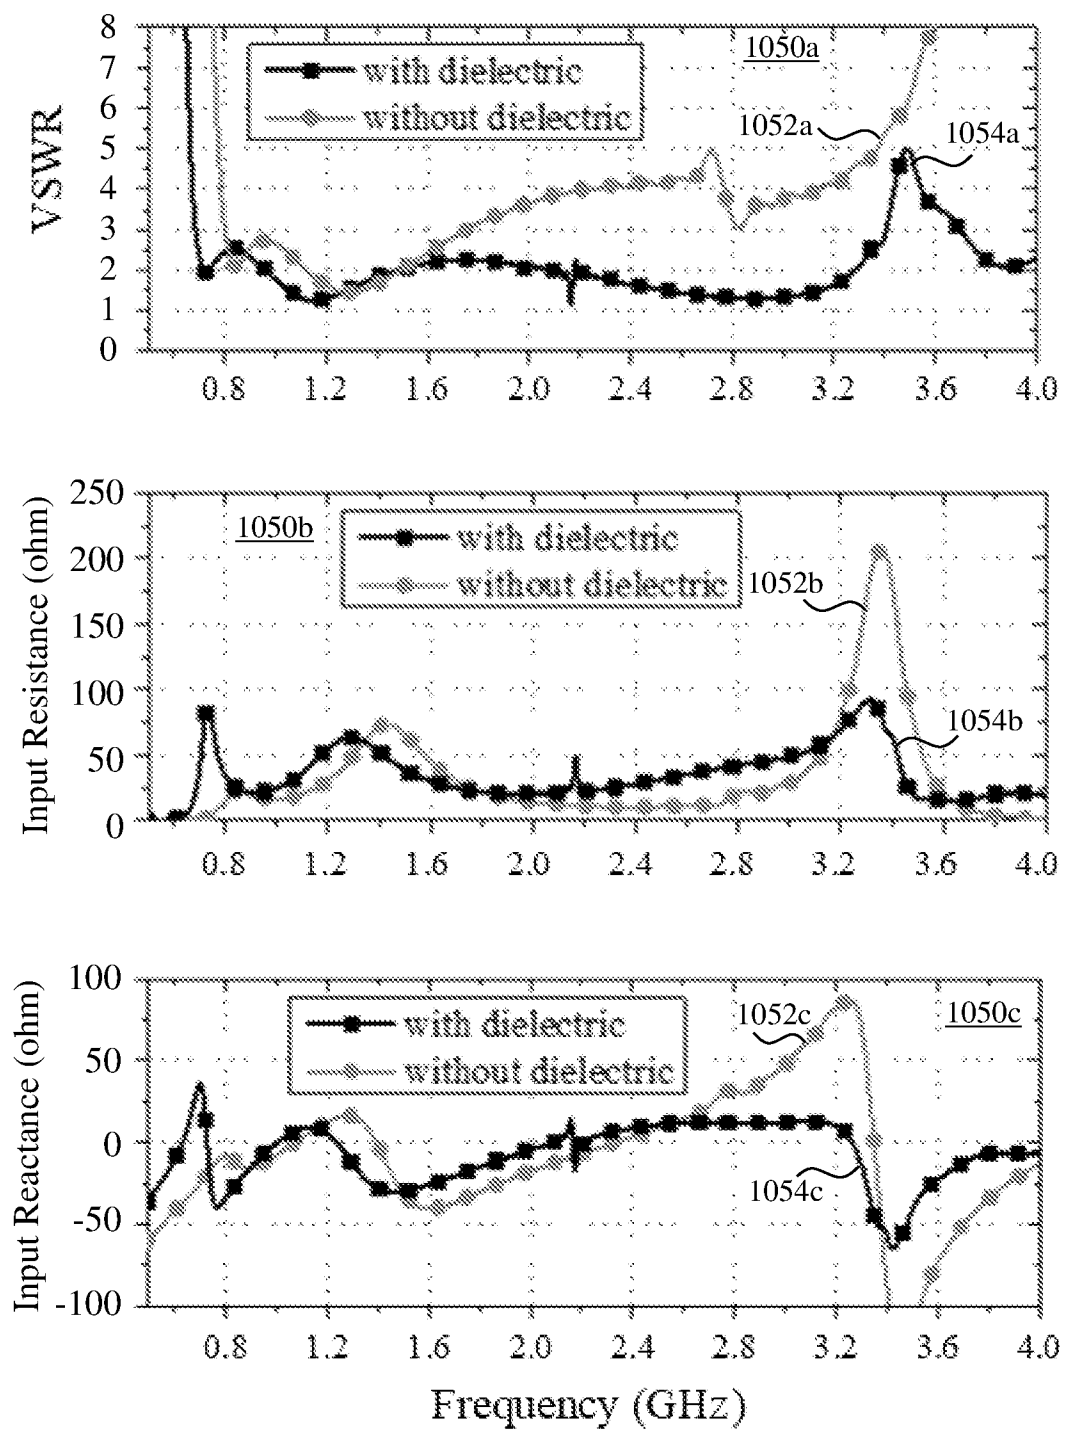 8
7
6
5
4
3
2
1
0
VSWR
with dielectric
without dielectric
1050a
1052a
1054a
0.8 1.2 1.6 2.0 2.4 2.8 3.2 3.6 4.0
250
200
150
100
50
0
Input Resistance (ohm)
1050b
with dielectric
without dielectric
1052b
1054b
0.8 1.2 1.6 2.0 2.4 2.8 3.2 3.6 4.0
100
50
0
-50
-100
Input Reactance (ohm)
with dielectric
without dielectric
1052c
1050c
1054c
0.8 1.2 1.6 2.0 2.4 2.8 3.2 3.6 4.0
Frequency (GHz)